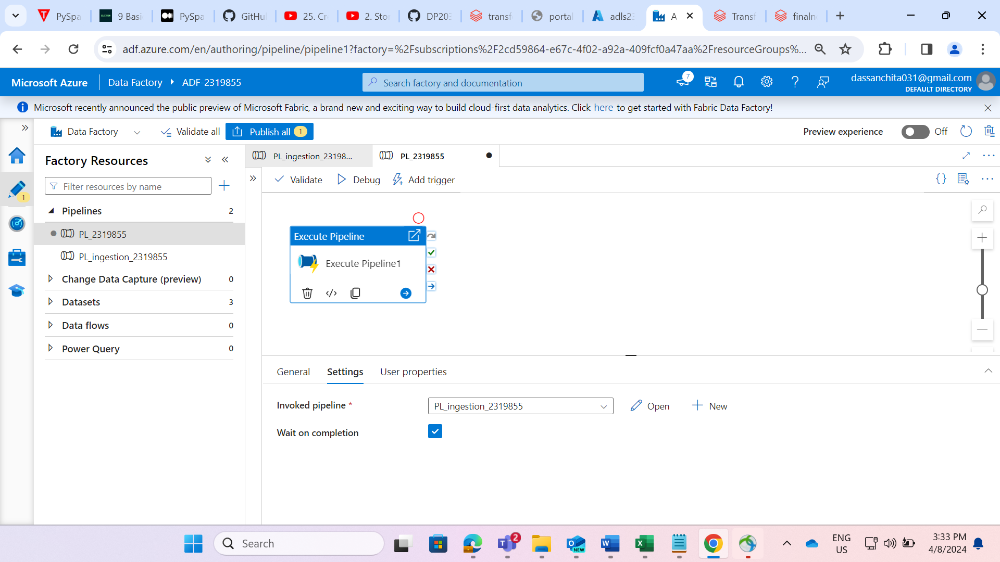 PySpa
9 Basi
PySpa
GitHu
25. Cr
2. Stor
DP203
transf
portal
adls23
A
Transf
finaln
adf.azure.com/en/authoring/pipeline/pipeline1?factory=%2Fsubscriptions%2F2cd59864-e67c-4f02-a92a-409fcf0a47aa%2FresourceGroups%...
Microsoft Azure
Data Factory
ADF-2319855
Search factory and documentation
7
dassanchita031@gmail.com
DEFAULT DIRECTORY
Microsoft recently announced the public preview of Microsoft Fabric, a brand new and exciting way to build cloud-first data analytics. Click here to get started with Fabric Data Factory!
Data Factory
Validate all
Publish all 1
Preview experience
Off
Factory Resources
Filter resources by name
1
Pipelines 2
PL_2319855
PL_ingestion_2319855
Change Data Capture (preview) 0
Datasets 3
Data flows 0
Power Query 0
PL_ingestion_23198...
PL_2319855
Validate
Debug
Add trigger
Execute Pipeline
Execute Pipeline1
General
Settings
User properties
Invoked pipeline *
PL_ingestion_2319855
Open
New
Wait on completion
Search
2
NEW
ENG
US
3:33 PM
4/8/2024